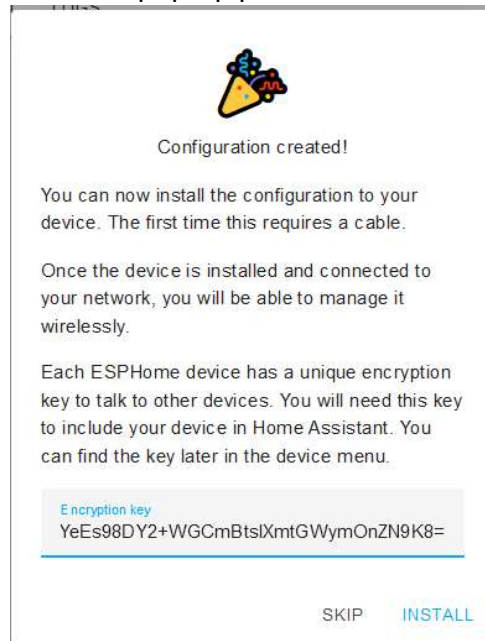 Configuration created!
You can now install the configuration to your
device. The first time this requires a cable.
Once the device is installed and connected to
your network, you will be able to manage it
wirelessly.
Each ESPHome device has a unique encryption
key to talk to other devices. You will need this key
to include your device in Home Assistant. You
can find the key later in the device menu.
Encryption key
YeEs98DY2+WGCmBtslXmtGWymOnZN9K8=
SKIP INSTALL